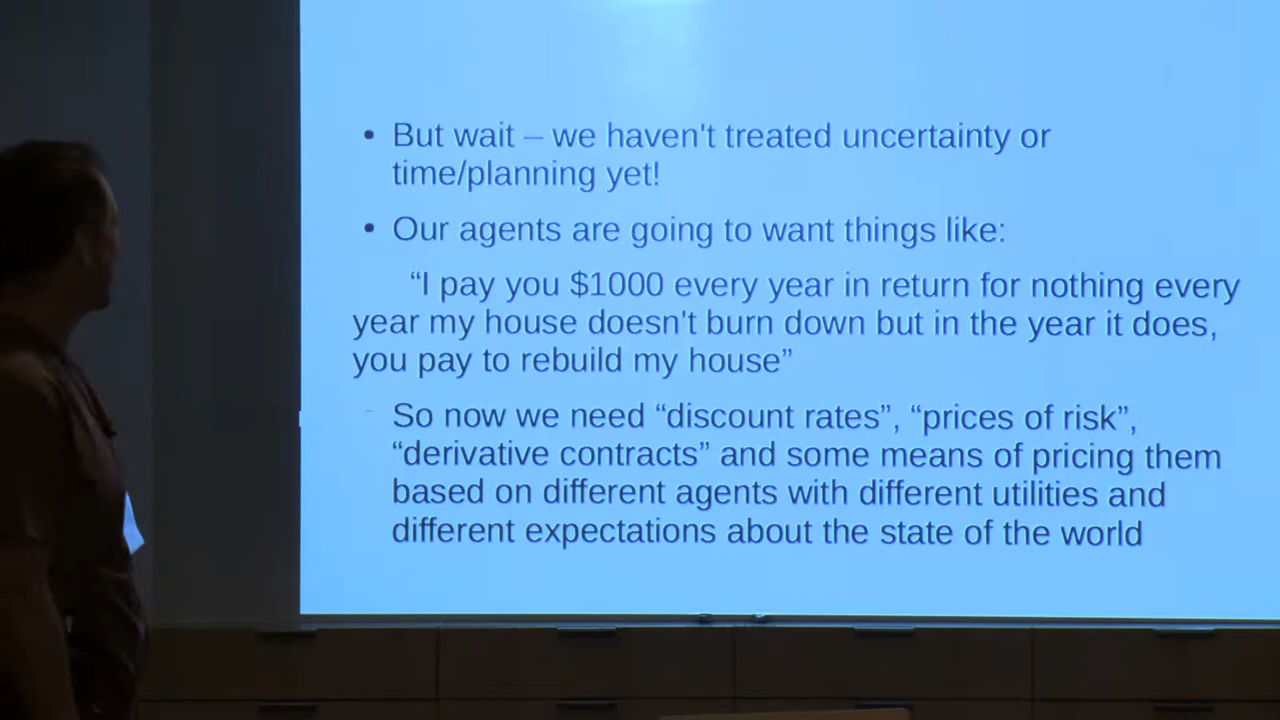 • But wait – we haven't treated uncertainty or
time/planning yet!
• Our agents are going to want things like:
“I pay you $1000 every year in return for nothing every
year my house doesn't burn down but in the year it does,
you pay to rebuild my house”
– So now we need “discount rates”, “prices of risk”,
“derivative contracts” and some means of pricing them
based on different agents with different utilities and
different expectations about the state of the world